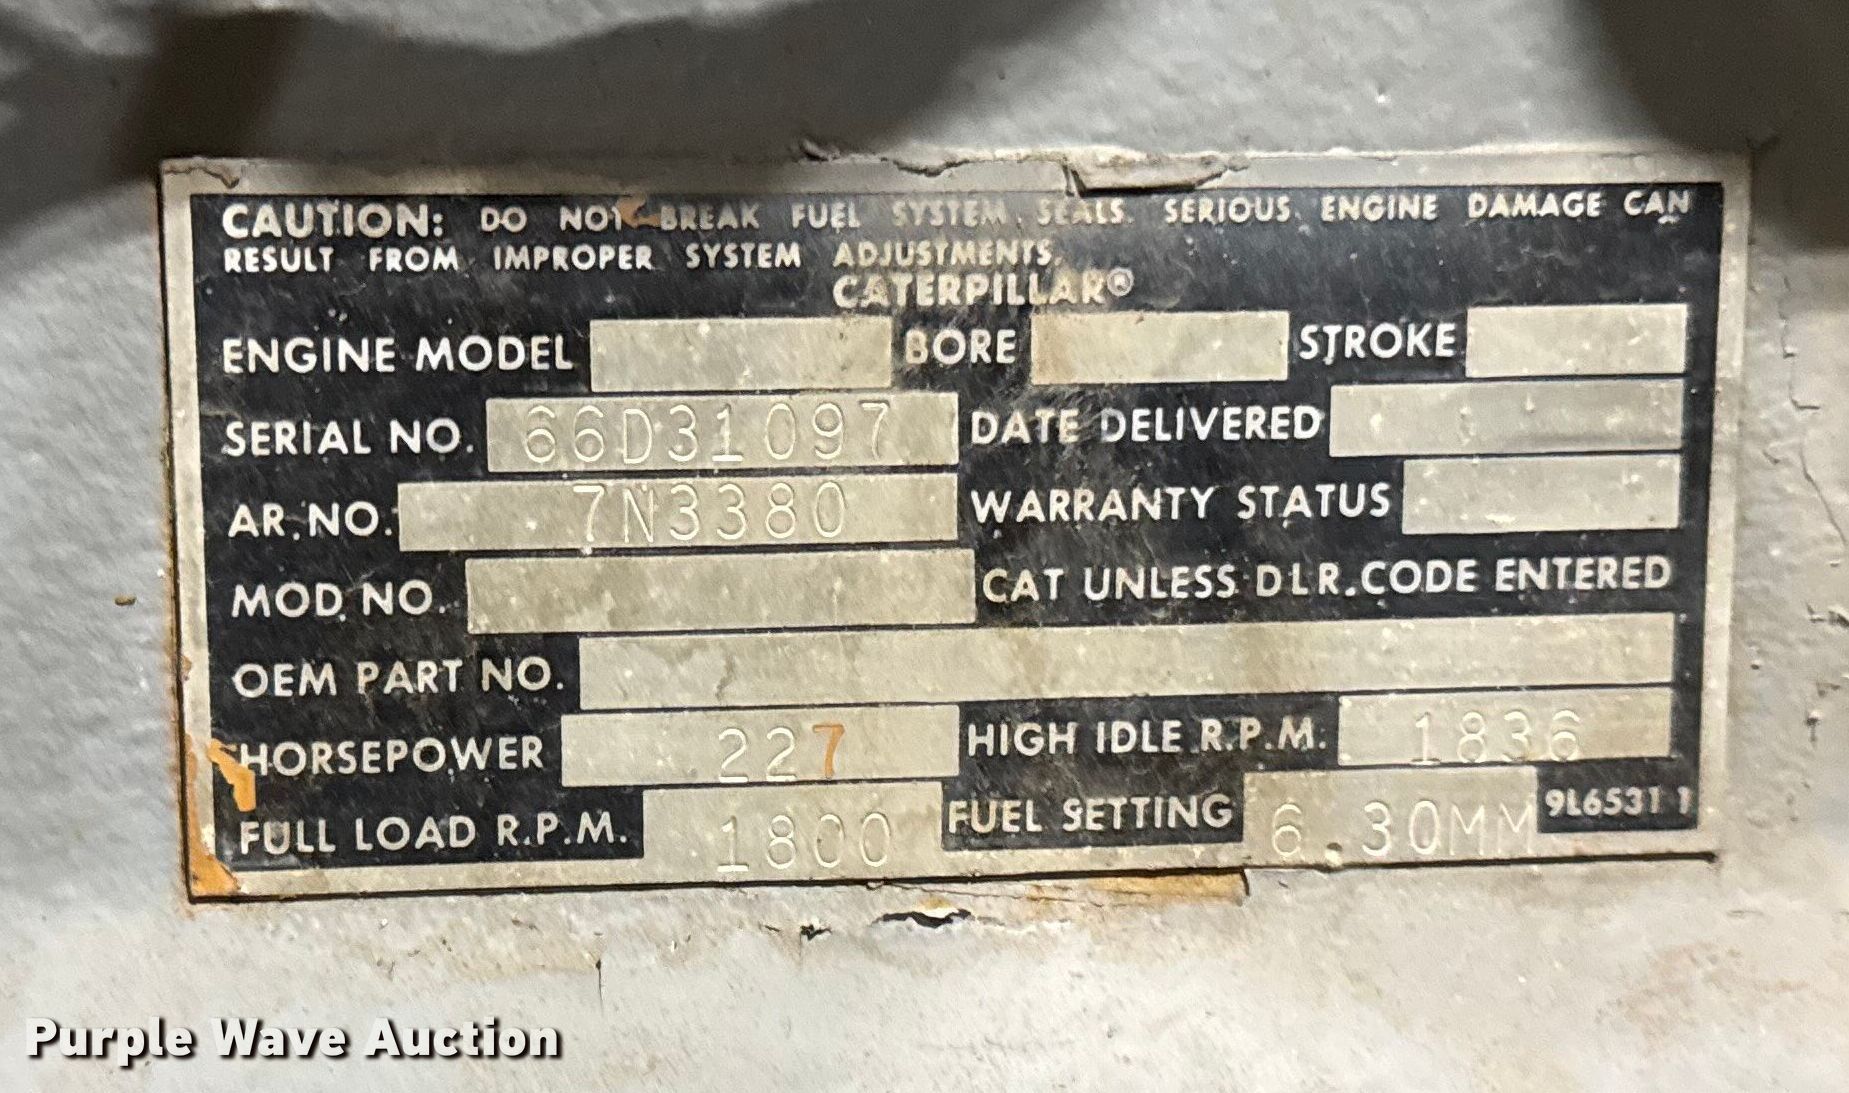 CAUTION: DO NOT BREAK FUEL SYSTEM SEALS. SERIOUS ENGINE DAMAGE CAN
RESULT FROM IMPROPER SYSTEM ADJUSTMENTS.
CATERPILLAR®
ENGINE MODEL BORE STROKE
SERIAL NO. 66D31097 DATE DELIVERED
AR. NO. 7N3380 WARRANTY STATUS
MOD NO. CAT UNLESS DLR. CODE ENTERED
OEM PART NO.
HORSEPOWER 227 HIGH IDLE R.P.M. 1836
FULL LOAD R.P.M. 1800 FUEL SETTING 6.30MM 9L6531 1
Purple Wave Auction